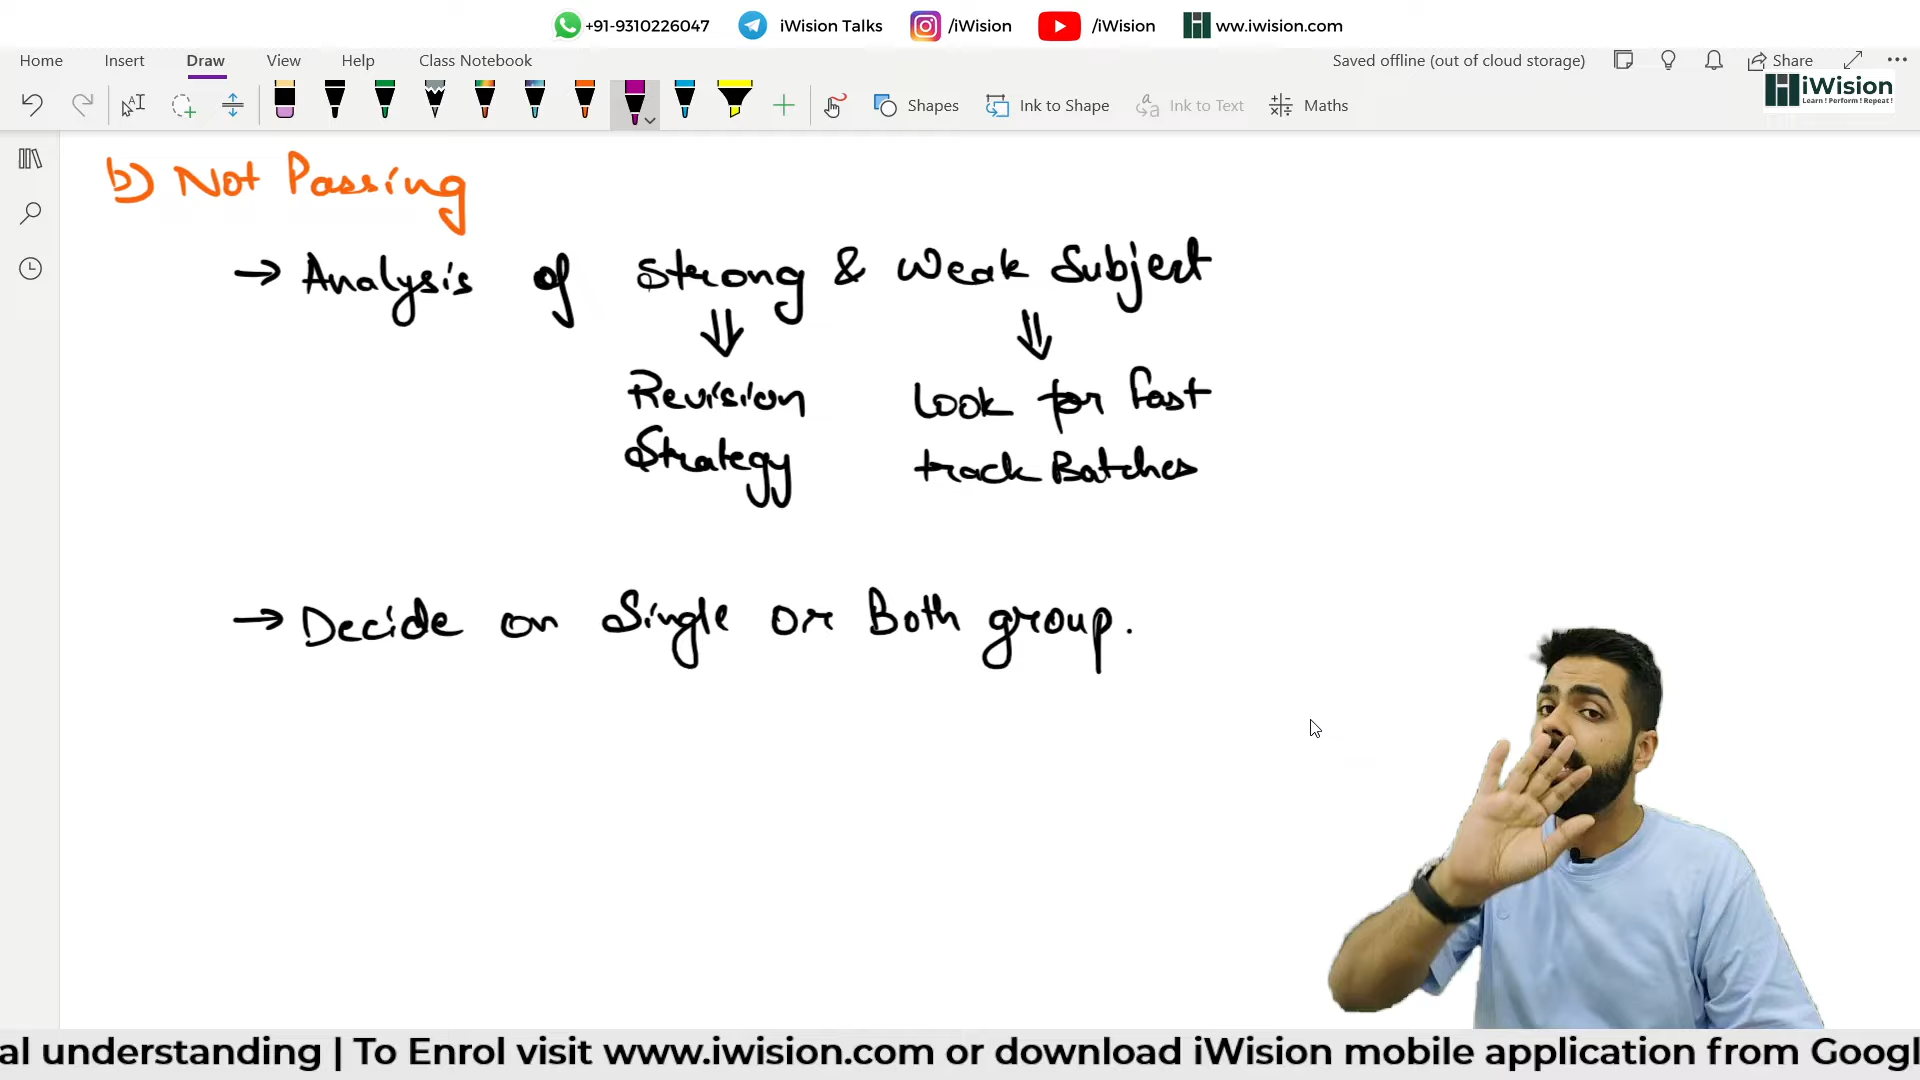 +91-9310226047 iWision Talks /iWision /iWision ww.iwision.com
Home Insert Draw View Help Class Notebook Saved offline (out of cloud storage) Share
A Shapes Ink to Shape Ink to Text Maths
iWision
Learn ! Perform ! Repeat !
b) Not Passing
→ Analysis of Strong & Weak Subject
⇓ ⇓
Revision Look for fast
Strategy track Batches
→ Decide on Single or Both group.
al understanding | To Enrol visit www.iwision.com or download iWision mobile application from Googl